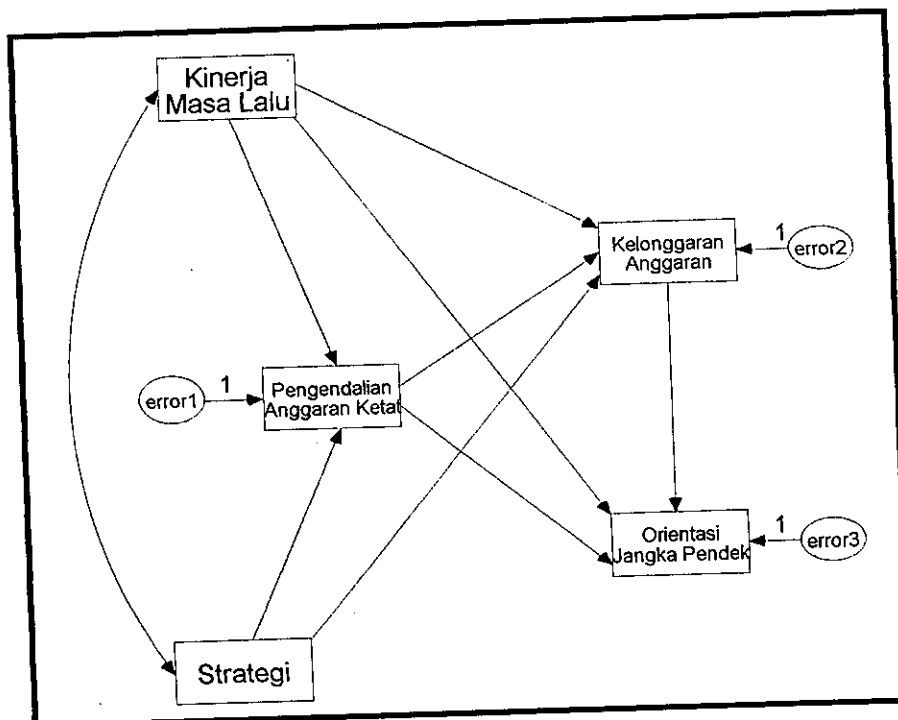 Kinerja
Masa Lalu
Kelonggaran
Anggaran
1
error2
error1
1
Pengendalian
Anggaran Ketat
Orientasi
Jangka Pendek
1
error3
Strategi